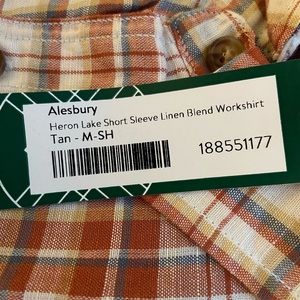 Alesbury
Heron Lake Short Sleeve Linen Blend Workshirt
Tan - M-SH
188551177